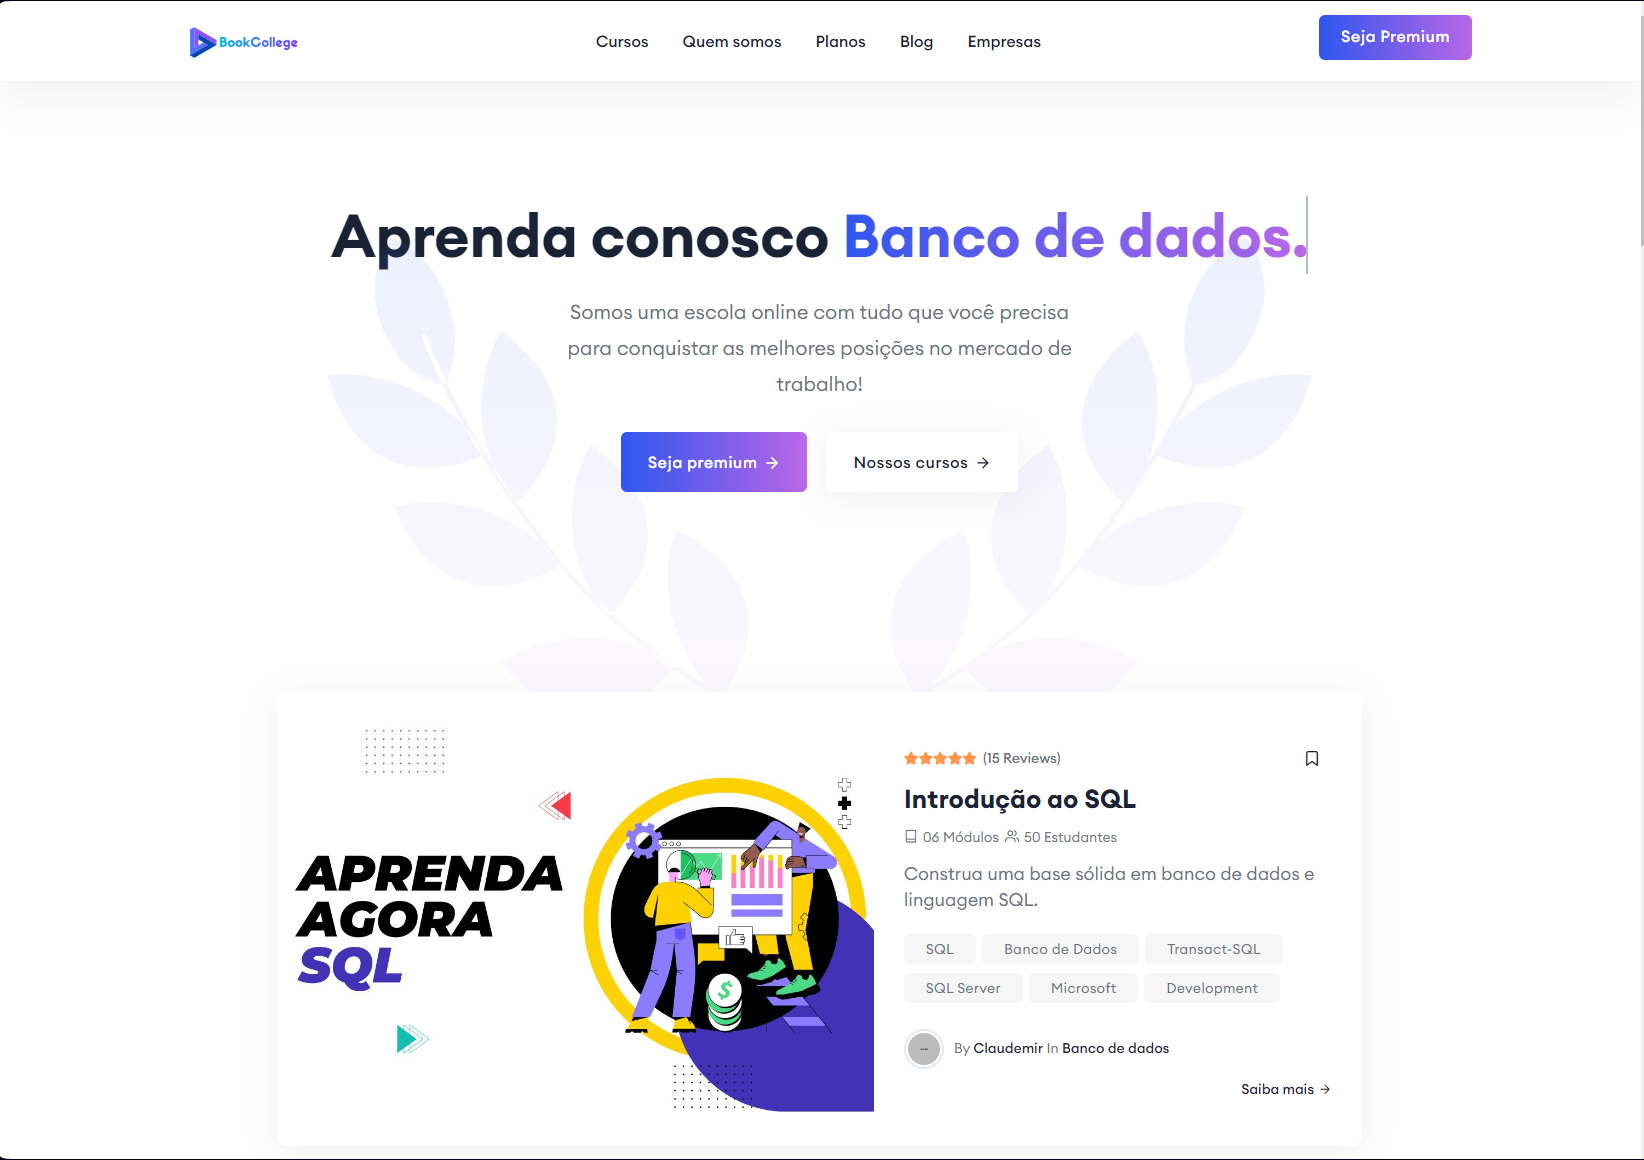 BookCollege
Cursos
Quem somos
Planos
Blog
Empresas
Seja Premium
Aprenda conosco Banco de dados.
Somos uma escola online com tudo que você precisa
para conquistar as melhores posições no mercado de
trabalho!
Seja premium →
Nossos cursos →
APRENDA
AGORA
SQL
(15 Reviews)
Introdução ao SQL
06 Módulos 50 Estudantes
Construa uma base sólida em banco de dados e
linguagem SQL.
SQL
Banco de Dados
Transact-SQL
SQL Server
Microsoft
Development
By Claudemir In Banco de dados
Saiba mais →